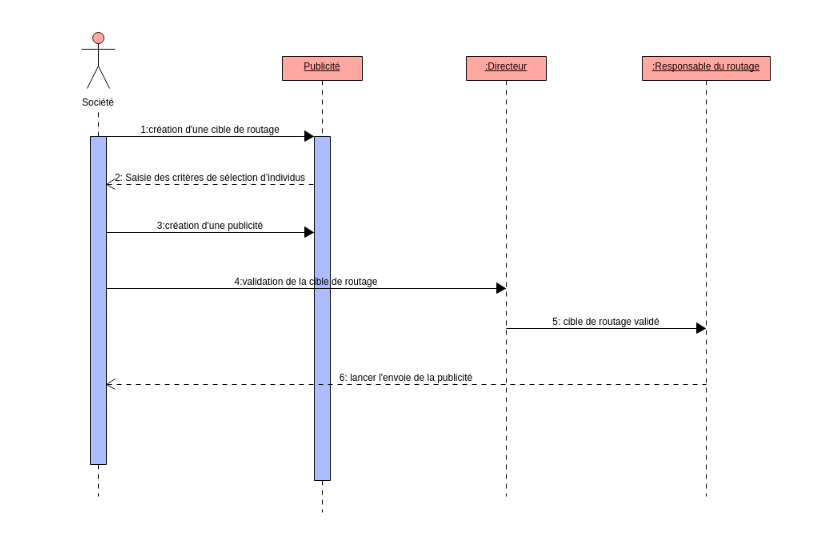 Publicité
:Directeur
:Responsable du routage
Société
1:création d'une cible de routage
2: Saisie des critères de sélection d'individus
3:création d'une publicité
4:validation de la cible de routage
5: cible de routage validé
6: lancer l'envoie de la publicité